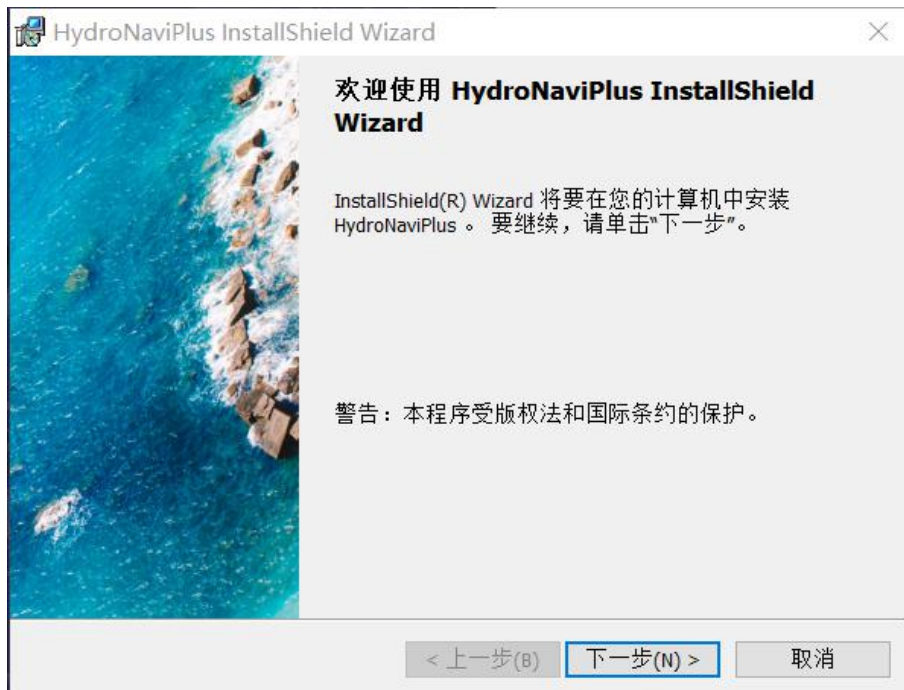 HydroNaviPlus InstallShield Wizard
欢迎使用 HydroNaviPlus InstallShield
Wizard
InstallShield(R) Wizard 将要在您的计算机中安装
HydroNaviPlus 。 要继续，请单击“下一步”。
警告：本程序受版权法和国际条约的保护。
< 上一步(B)
下一步(N) >
取消